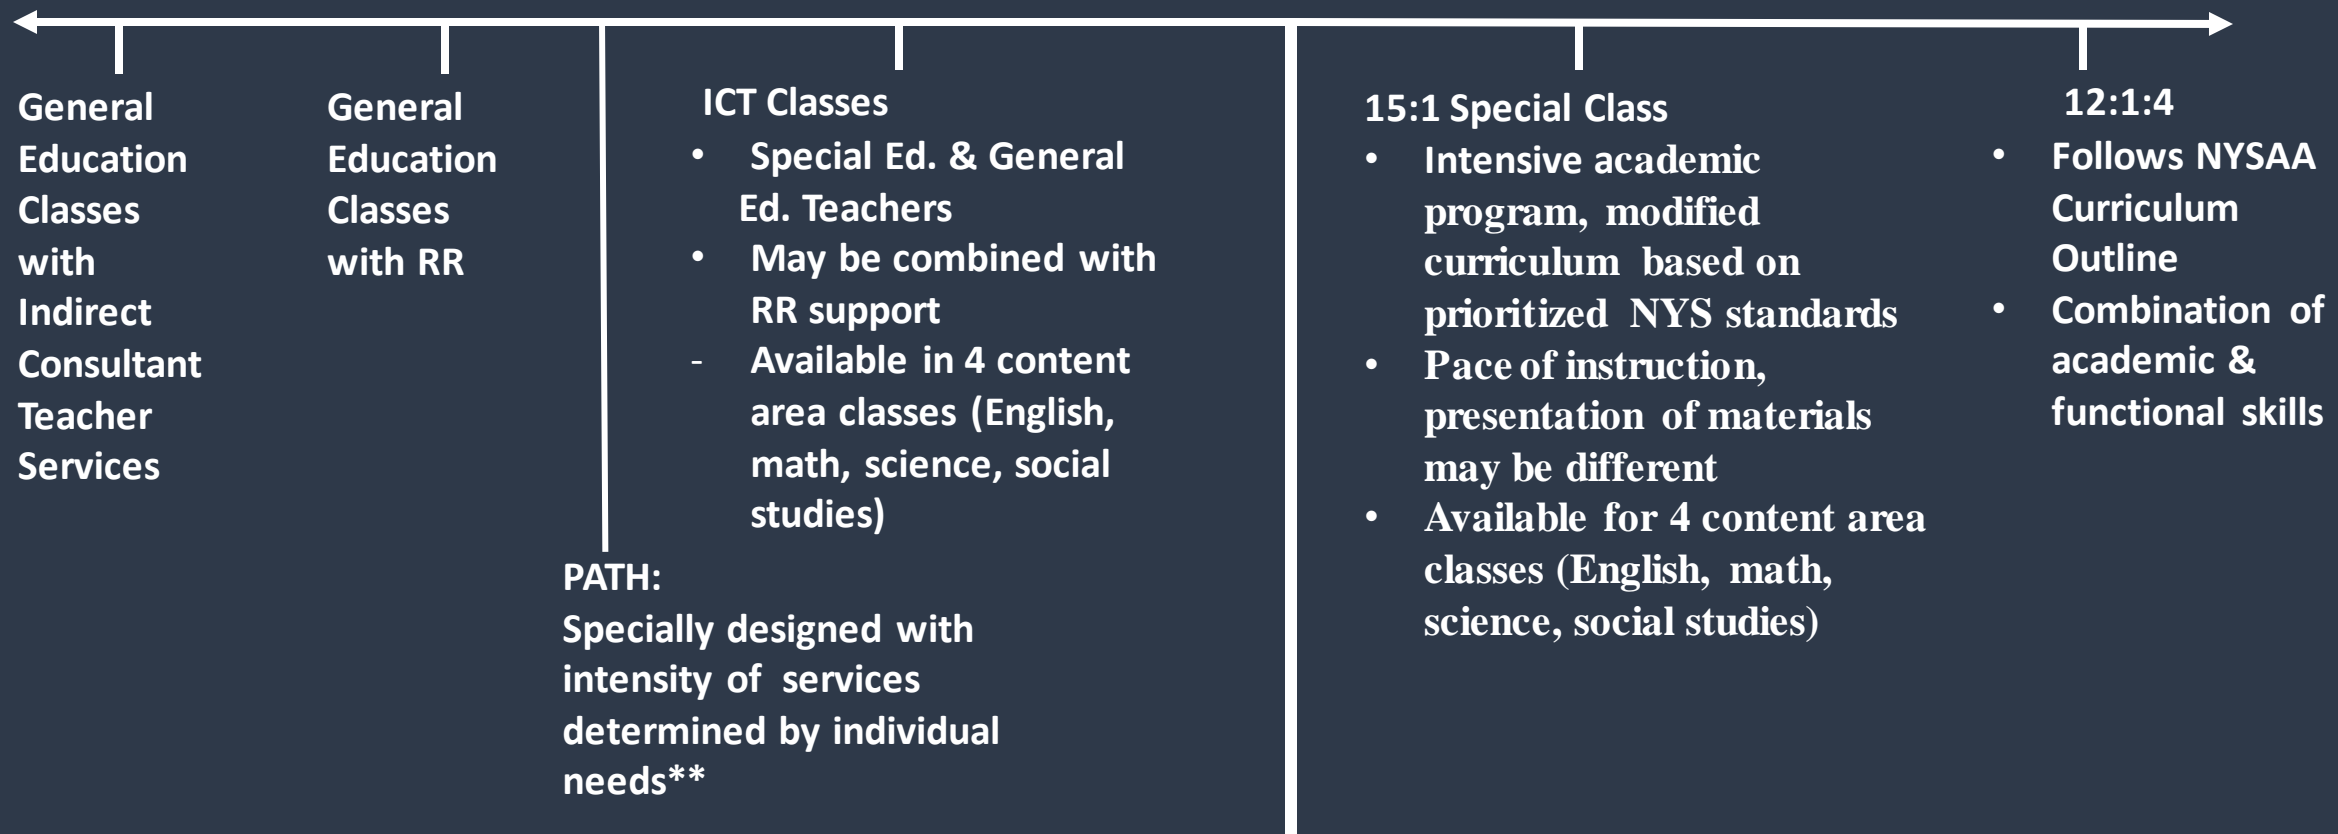 General
Education
Classes
with
Indirect
Consultant
Teacher
Services
General
Education
Classes
with RR
PATH:
Specially designed with
intensity of services
determined by individual
needs**
ICT Classes
• Special Ed. & General
Ed. Teachers
• May be combined with
RR support
- Available in 4 content
area classes (English,
math, science, social
studies)
15:1 Special Class
• Intensive academic
program, modified
curriculum based on
prioritized NYS standards
• Pace of instruction,
presentation of materials
may be different
• Available for 4 content area
classes (English, math,
science, social studies)
12:1:4
• Follows NYSAA
Curriculum
Outline
• Combination of
academic &
functional skills